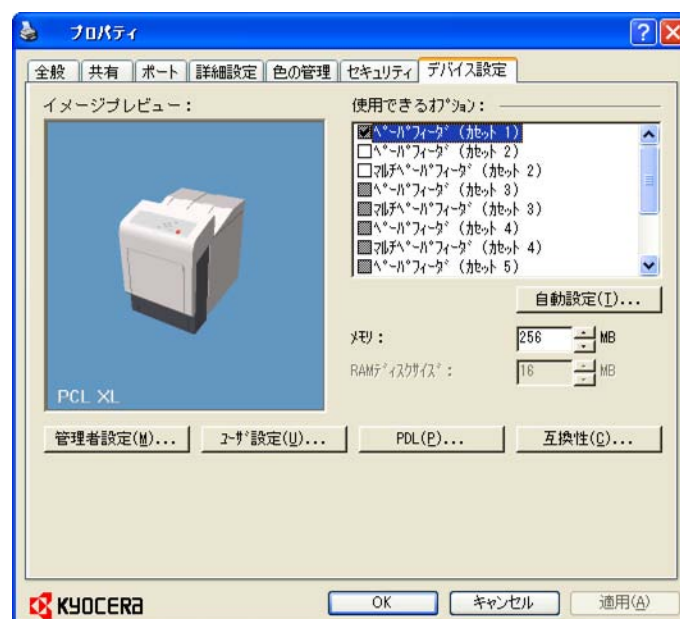 プロパティ
全般 共有 ポート 詳細設定 色の管理 セキュリティ デバイス設定
イメージプレビュー:
PCL XL
使用できるｵﾌﾟｼｮﾝ:
ﾍﾟｰﾊﾟﾌｨｰﾀﾞ (ｶｾｯﾄ 1)
ﾍﾟｰﾊﾟﾌｨｰﾀﾞ (ｶｾｯﾄ 2)
ﾏﾙﾁﾍﾟｰﾊﾟﾌｨｰﾀﾞ (ｶｾｯﾄ 2)
ﾍﾟｰﾊﾟﾌｨｰﾀﾞ (ｶｾｯﾄ 3)
ﾏﾙﾁﾍﾟｰﾊﾟﾌｨｰﾀﾞ (ｶｾｯﾄ 3)
ﾍﾟｰﾊﾟﾌｨｰﾀﾞ (ｶｾｯﾄ 4)
ﾏﾙﾁﾍﾟｰﾊﾟﾌｨｰﾀﾞ (ｶｾｯﾄ 4)
ﾍﾟｰﾊﾟﾌｨｰﾀﾞ (ｶｾｯﾄ 5)
自動設定(I)...
ﾒﾓﾘ: 256 MB
RAMﾃﾞｨｽｸｻｲｽﾞ: 16 MB
管理者設定(M)... ﾕｰｻﾞ設定(U)... PDL(P)... 互換性(C)...
KYOCERA
OK キャンセル 適用(A)